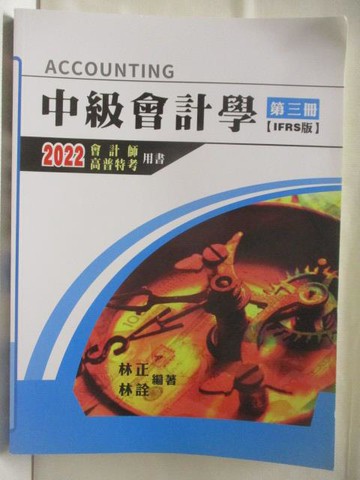 ACCOUNTING
中級會計學 第三冊
【IFRS版】
2022 會計師 用書
高普特考
林正 編著
林詮